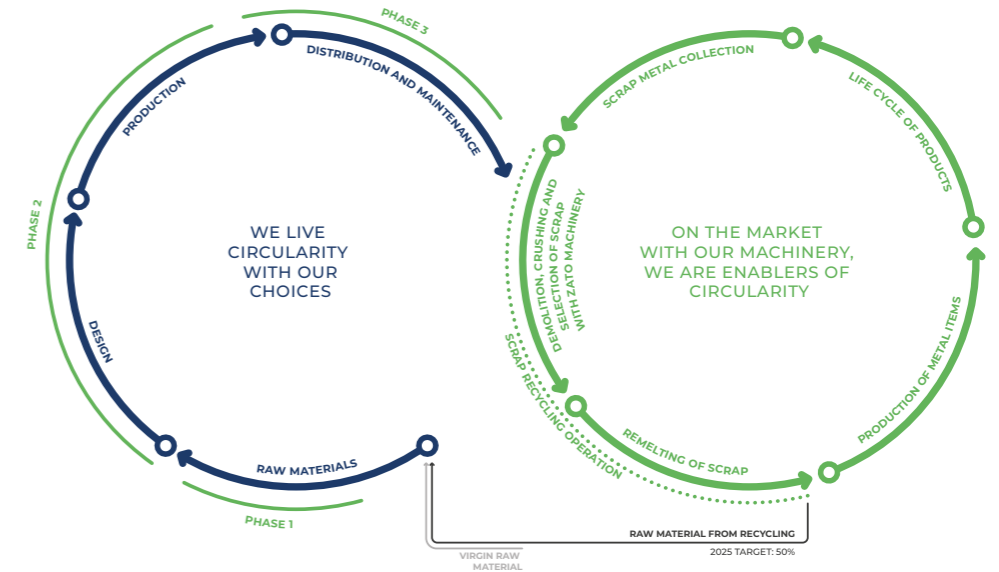 PHASE 3
DISTRIBUTION AND MAINTENANCE
PRODUCTION
PHASE 2
WE LIVE
CIRCULARITY
WITH OUR
CHOICES
DESIGN
RAW MATERIALS
PHASE 1
SCRAP METAL COLLECTION
LIFE CYCLE OF PRODUCTS
DEMOLITION, CRUSHING AND
SELECTION OF SCRAP
WITH ZATO MACHINERY
ON THE MARKET
WITH OUR MACHINERY,
WE ARE ENABLERS OF
CIRCULARITY
SCRAP RECYCLING OPERATION
REMELTING OF SCRAP
PRODUCTION OF METAL ITEMS
RAW MATERIAL FROM RECYCLING
2025 TARGET: 50%
VIRGIN RAW
MATERIAL